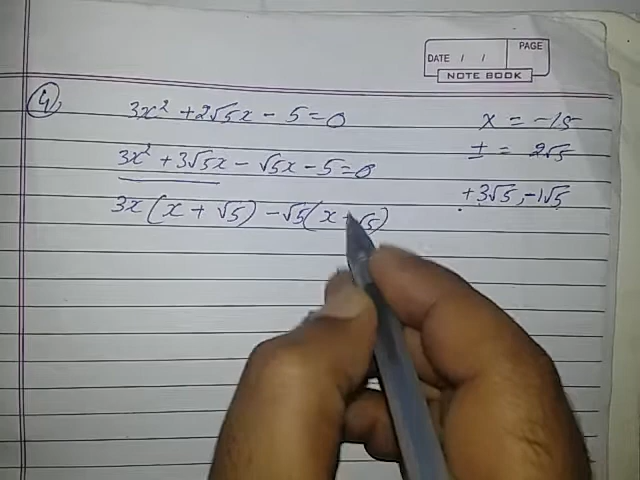 DATE / / PAGE
NOTE BOOK
4
3x² + 2√5x - 5 = 0
x = -15
3x² + 3√5x - √5x - 5 = 0
± = 2√5
+3√5, -1√5
3x(x + √5) - √5(x + √5)